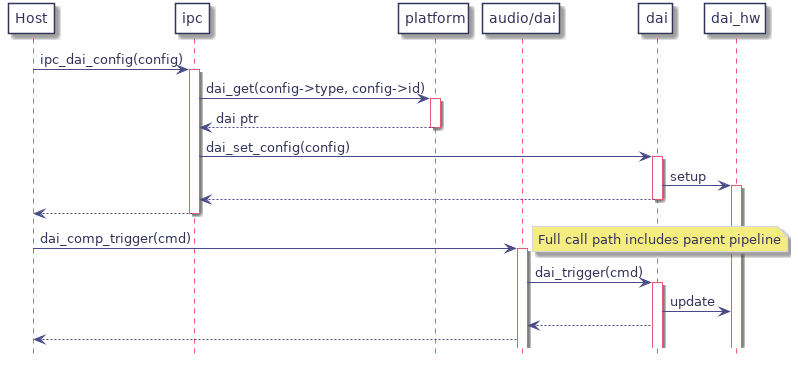 Host
ipc
platform
audio/dai
dai
dai_hw
ipc_dai_config(config)
dai_get(config->type, config->id)
dai ptr
dai_set_config(config)
setup
dai_comp_trigger(cmd)
Full call path includes parent pipeline
dai_trigger(cmd)
update